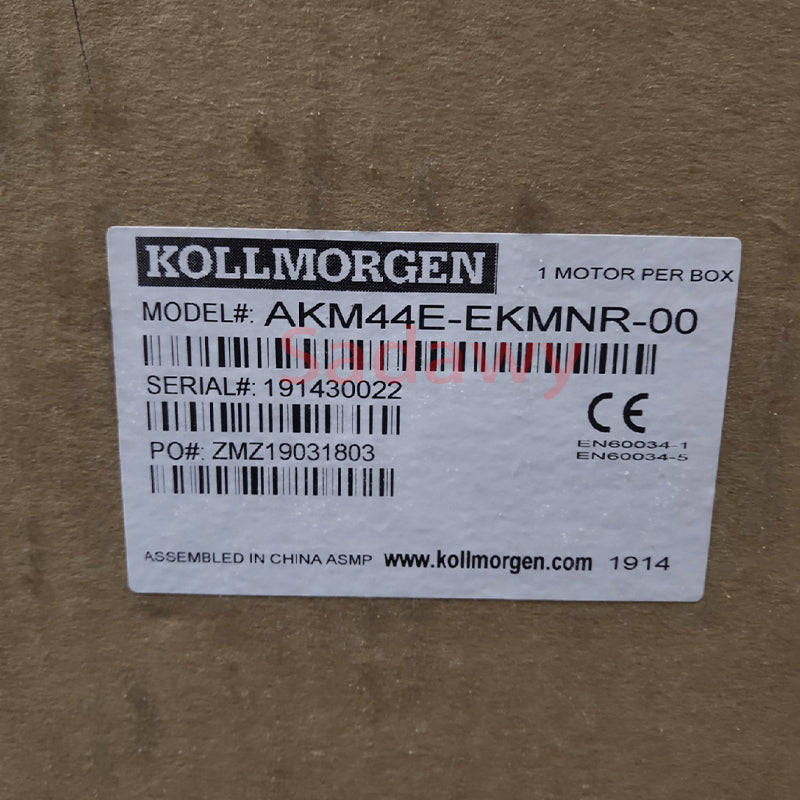 KOLLMORGEN
1 MOTOR PER BOX
MODEL#: AKM44E-EKMNR-00
Sadawy
SERIAL#: 191430022
PO#: ZMZ19031803
CE
EN60034-1
EN60034-5
ASSEMBLED IN CHINA ASMP www.kollmorgen.com 1914